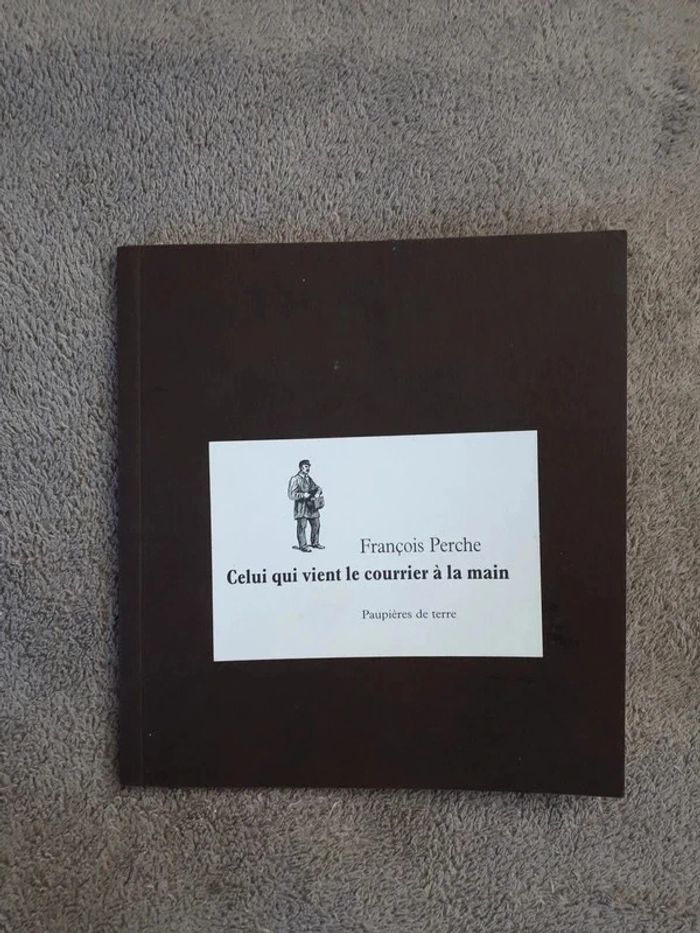 François Perche
Celui qui vient le courrier à la main
Paupières de terre